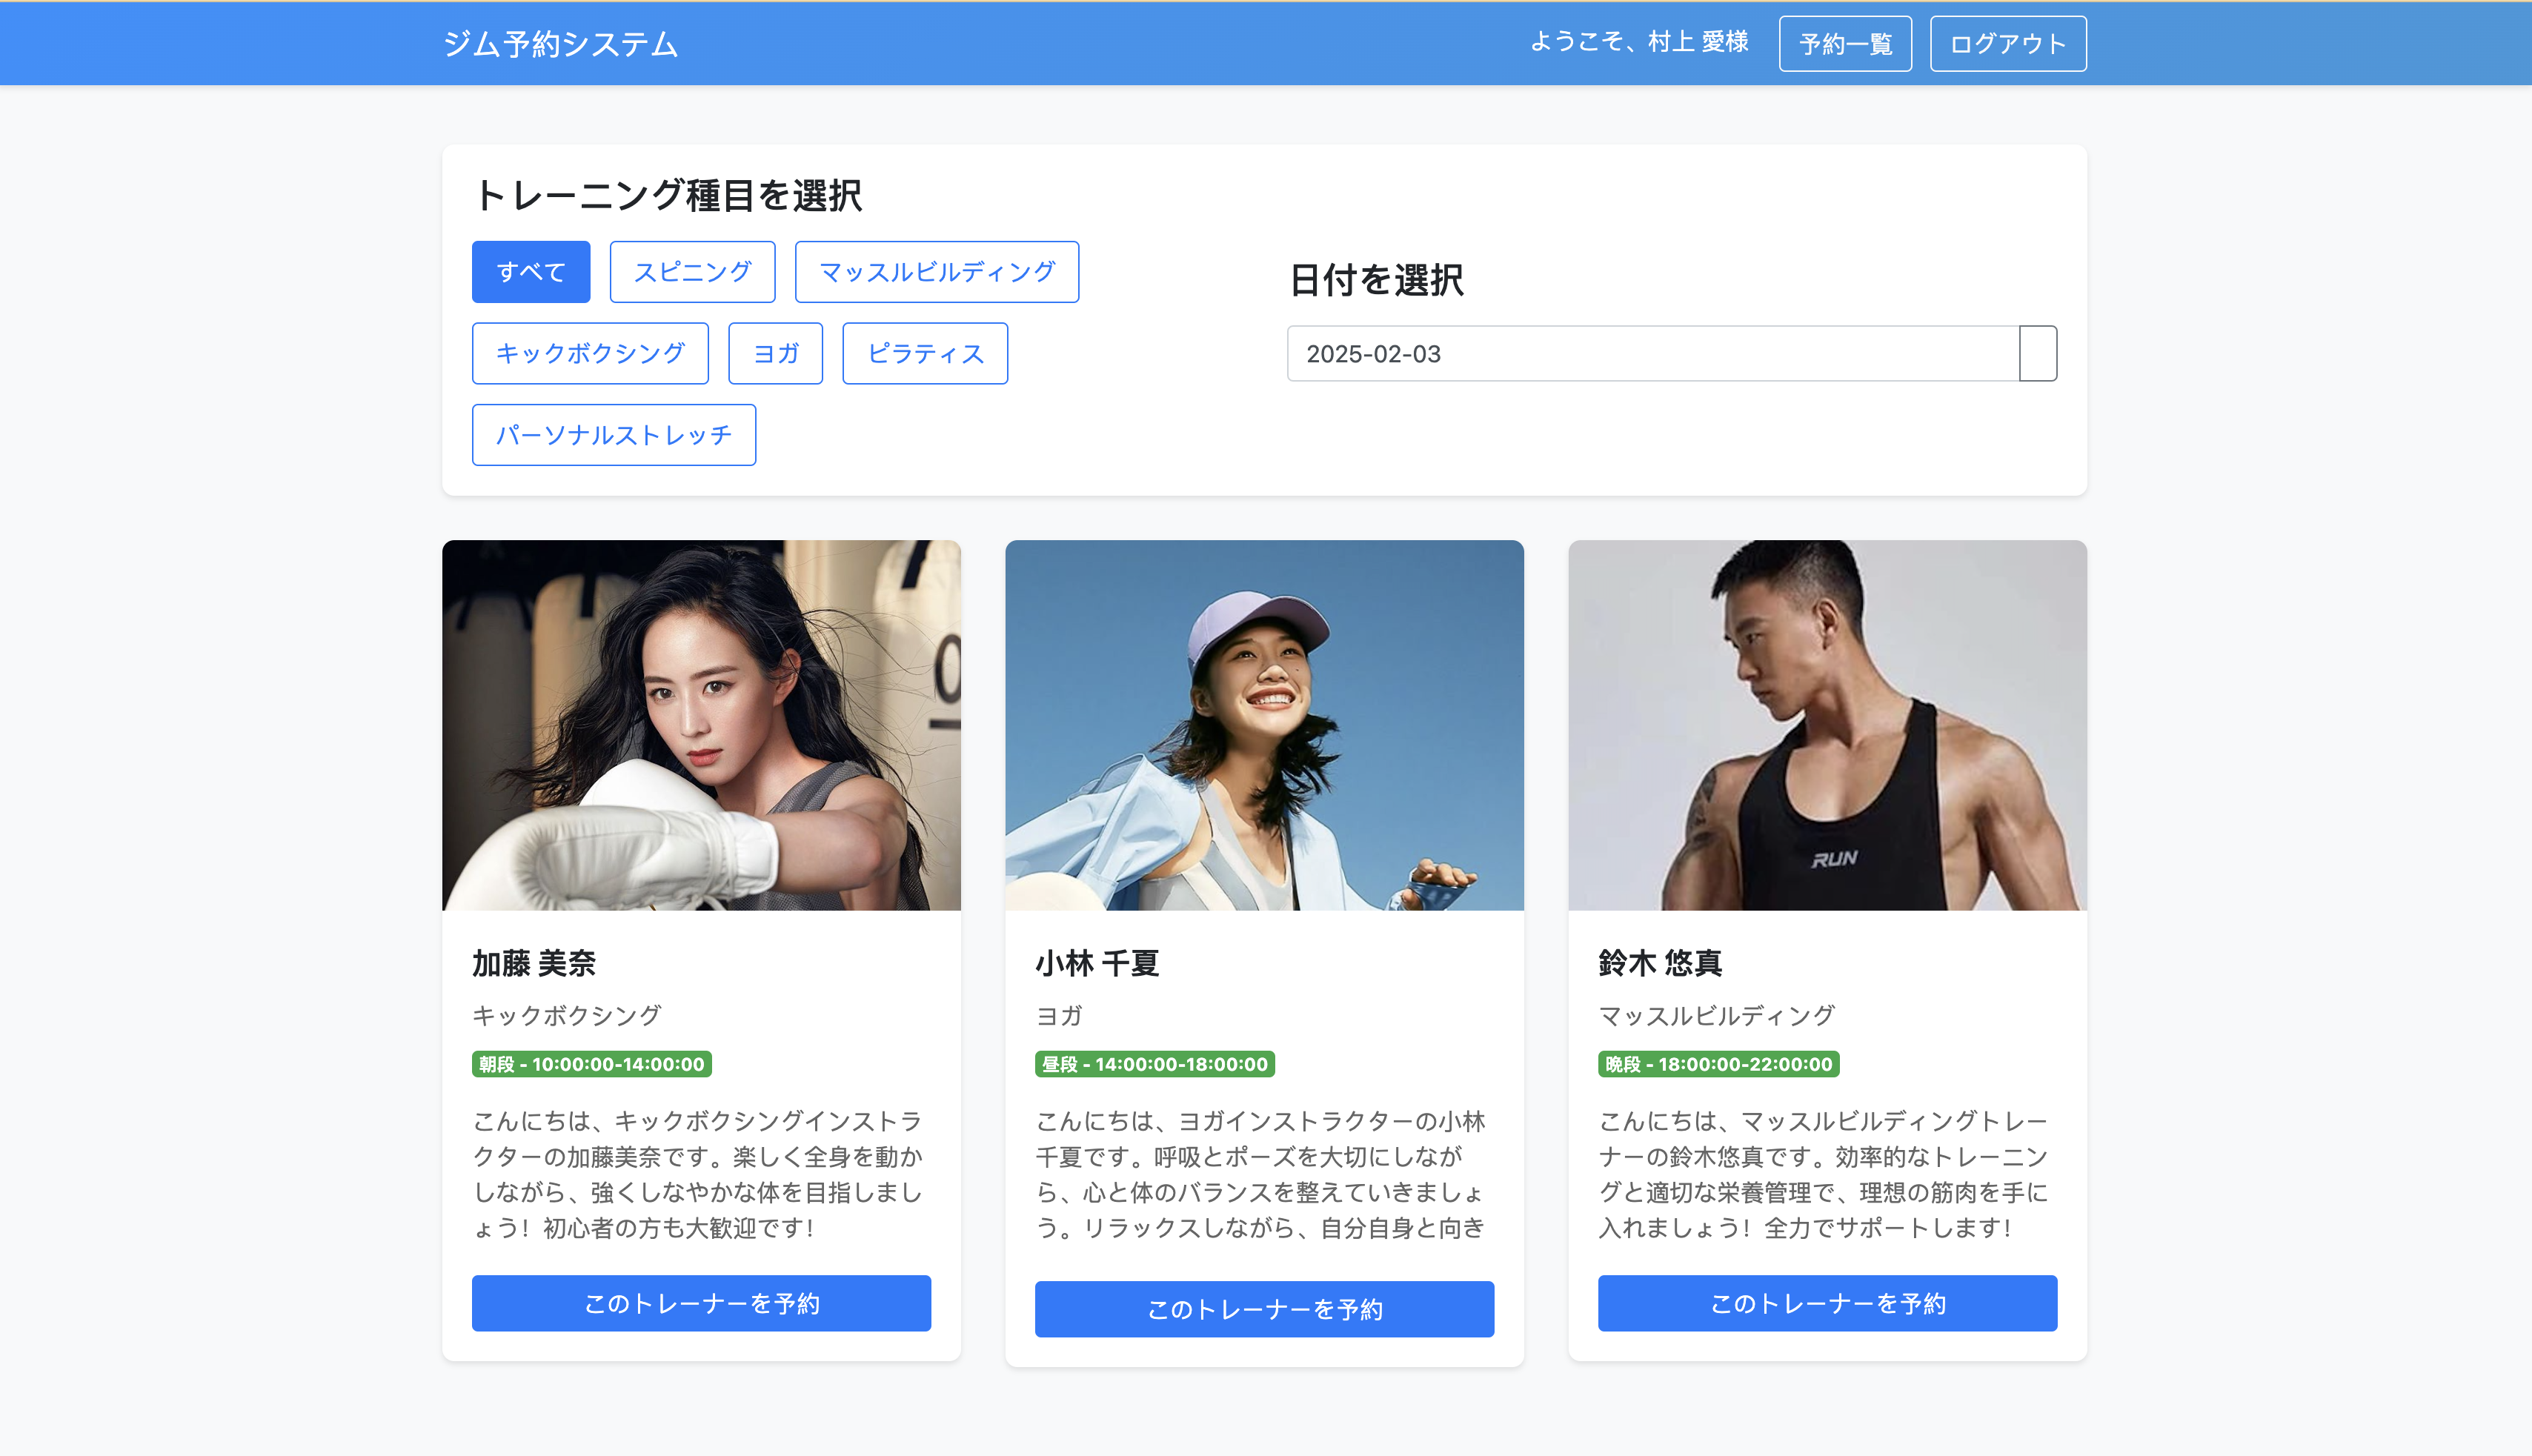 ジム予約システム
ようこそ、村上 愛様
予約一覧
ログアウト
トレーニング種目を選択
すべて
スピニング
マッスルビルディング
キックボクシング
ヨガ
ピラティス
パーソナルストレッチ
日付を選択
2025-02-03
RUN
加藤 美奈
キックボクシング
朝段 - 10:00:00-14:00:00
こんにちは、キックボクシングインストラ
クターの加藤美奈です。楽しく全身を動か
しながら、強くしなやかな体を目指しまし
ょう！初心者の方も大歓迎です！
このトレーナーを予約
小林 千夏
ヨガ
昼段 - 14:00:00-18:00:00
こんにちは、ヨガインストラクターの小林
千夏です。呼吸とポーズを大切にしなが
ら、心と体のバランスを整えていきましょ
う。リラックスしながら、自分自身と向き
このトレーナーを予約
鈴木 悠真
マッスルビルディング
晩段 - 18:00:00-22:00:00
こんにちは、マッスルビルディングトレー
ナーの鈴木悠真です。効率的なトレーニン
グと適切な栄養管理で、理想の筋肉を手に
入れましょう！全力でサポートします！
このトレーナーを予約